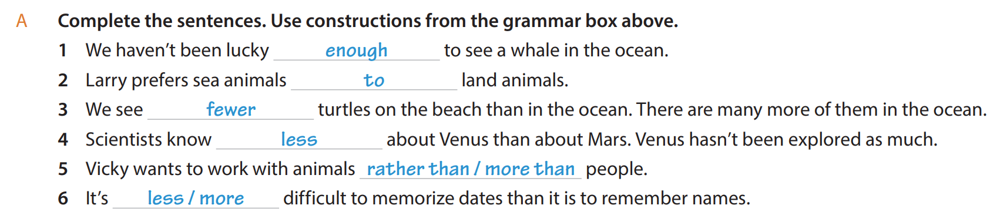 A Complete the sentences. Use constructions from the grammar box above.
1 We haven’t been lucky enough to see a whale in the ocean.
2 Larry prefers sea animals to land animals.
3 We see fewer turtles on the beach than in the ocean. There are many more of them in the ocean.
4 Scientists know less about Venus than about Mars. Venus hasn’t been explored as much.
5 Vicky wants to work with animals rather than / more than people.
6 It’s less / more difficult to memorize dates than it is to remember names.